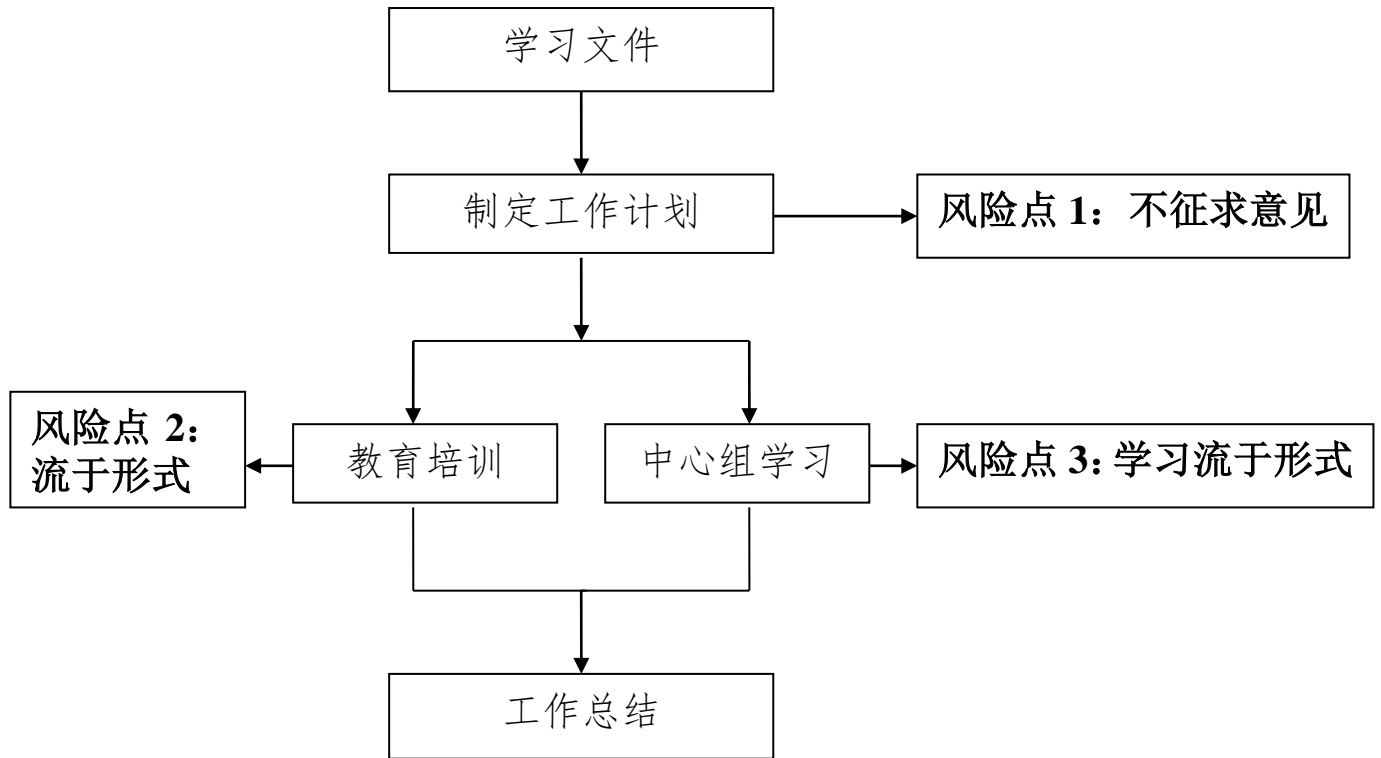 学习文件
制定工作计划
风险点 1：不征求意见
风险点 2：
流于形式
教育培训
中心组学习
风险点 3：学习流于形式
工作总结